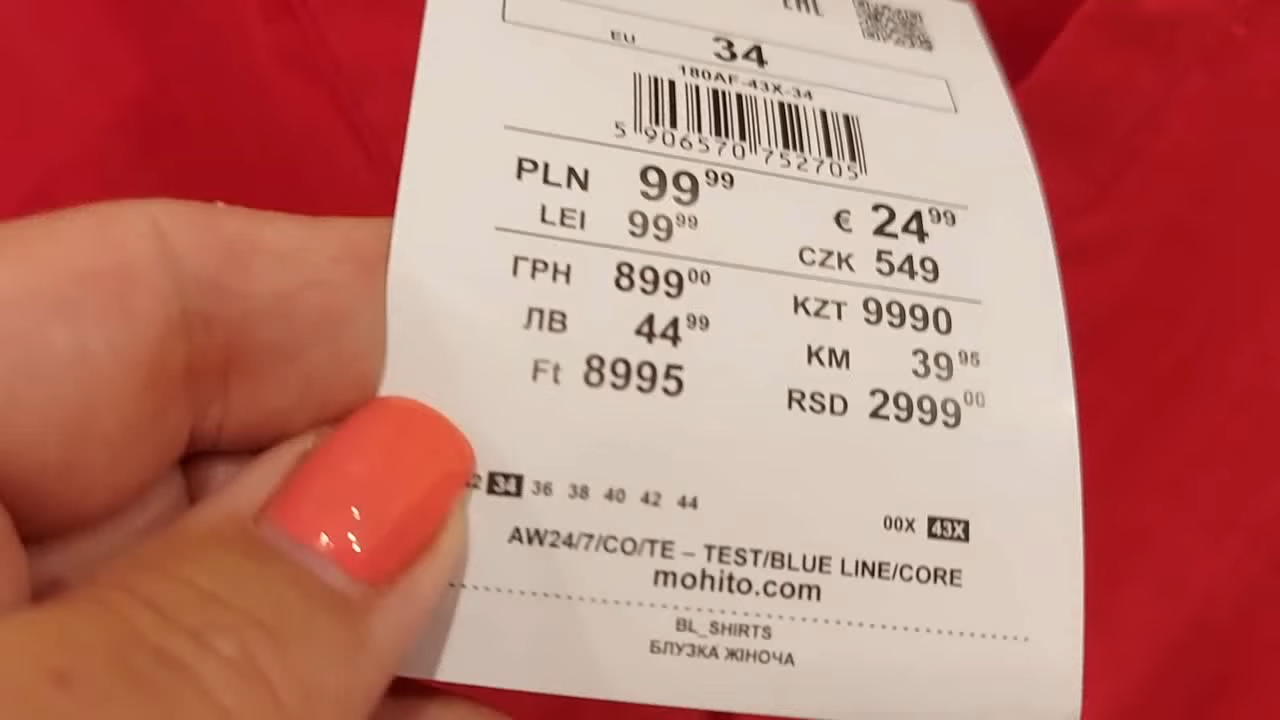 EAC
EU 34
180AF-43X-34
5 906570 752705
PLN 99⁹⁹ € 24⁹⁹
LEI 99⁹⁹ CZK 549
ГРН 899⁰⁰ KZT 9990
ЛВ 44⁹⁹ KM 39⁹⁵
Ft 8995 RSD 2999⁰⁰
34 36 38 40 42 44
00X 43X
AW24/7/CO/TE – TEST/BLUE LINE/CORE
mohito.com
BL_SHIRTS
БЛУЗКА ЖІНОЧА